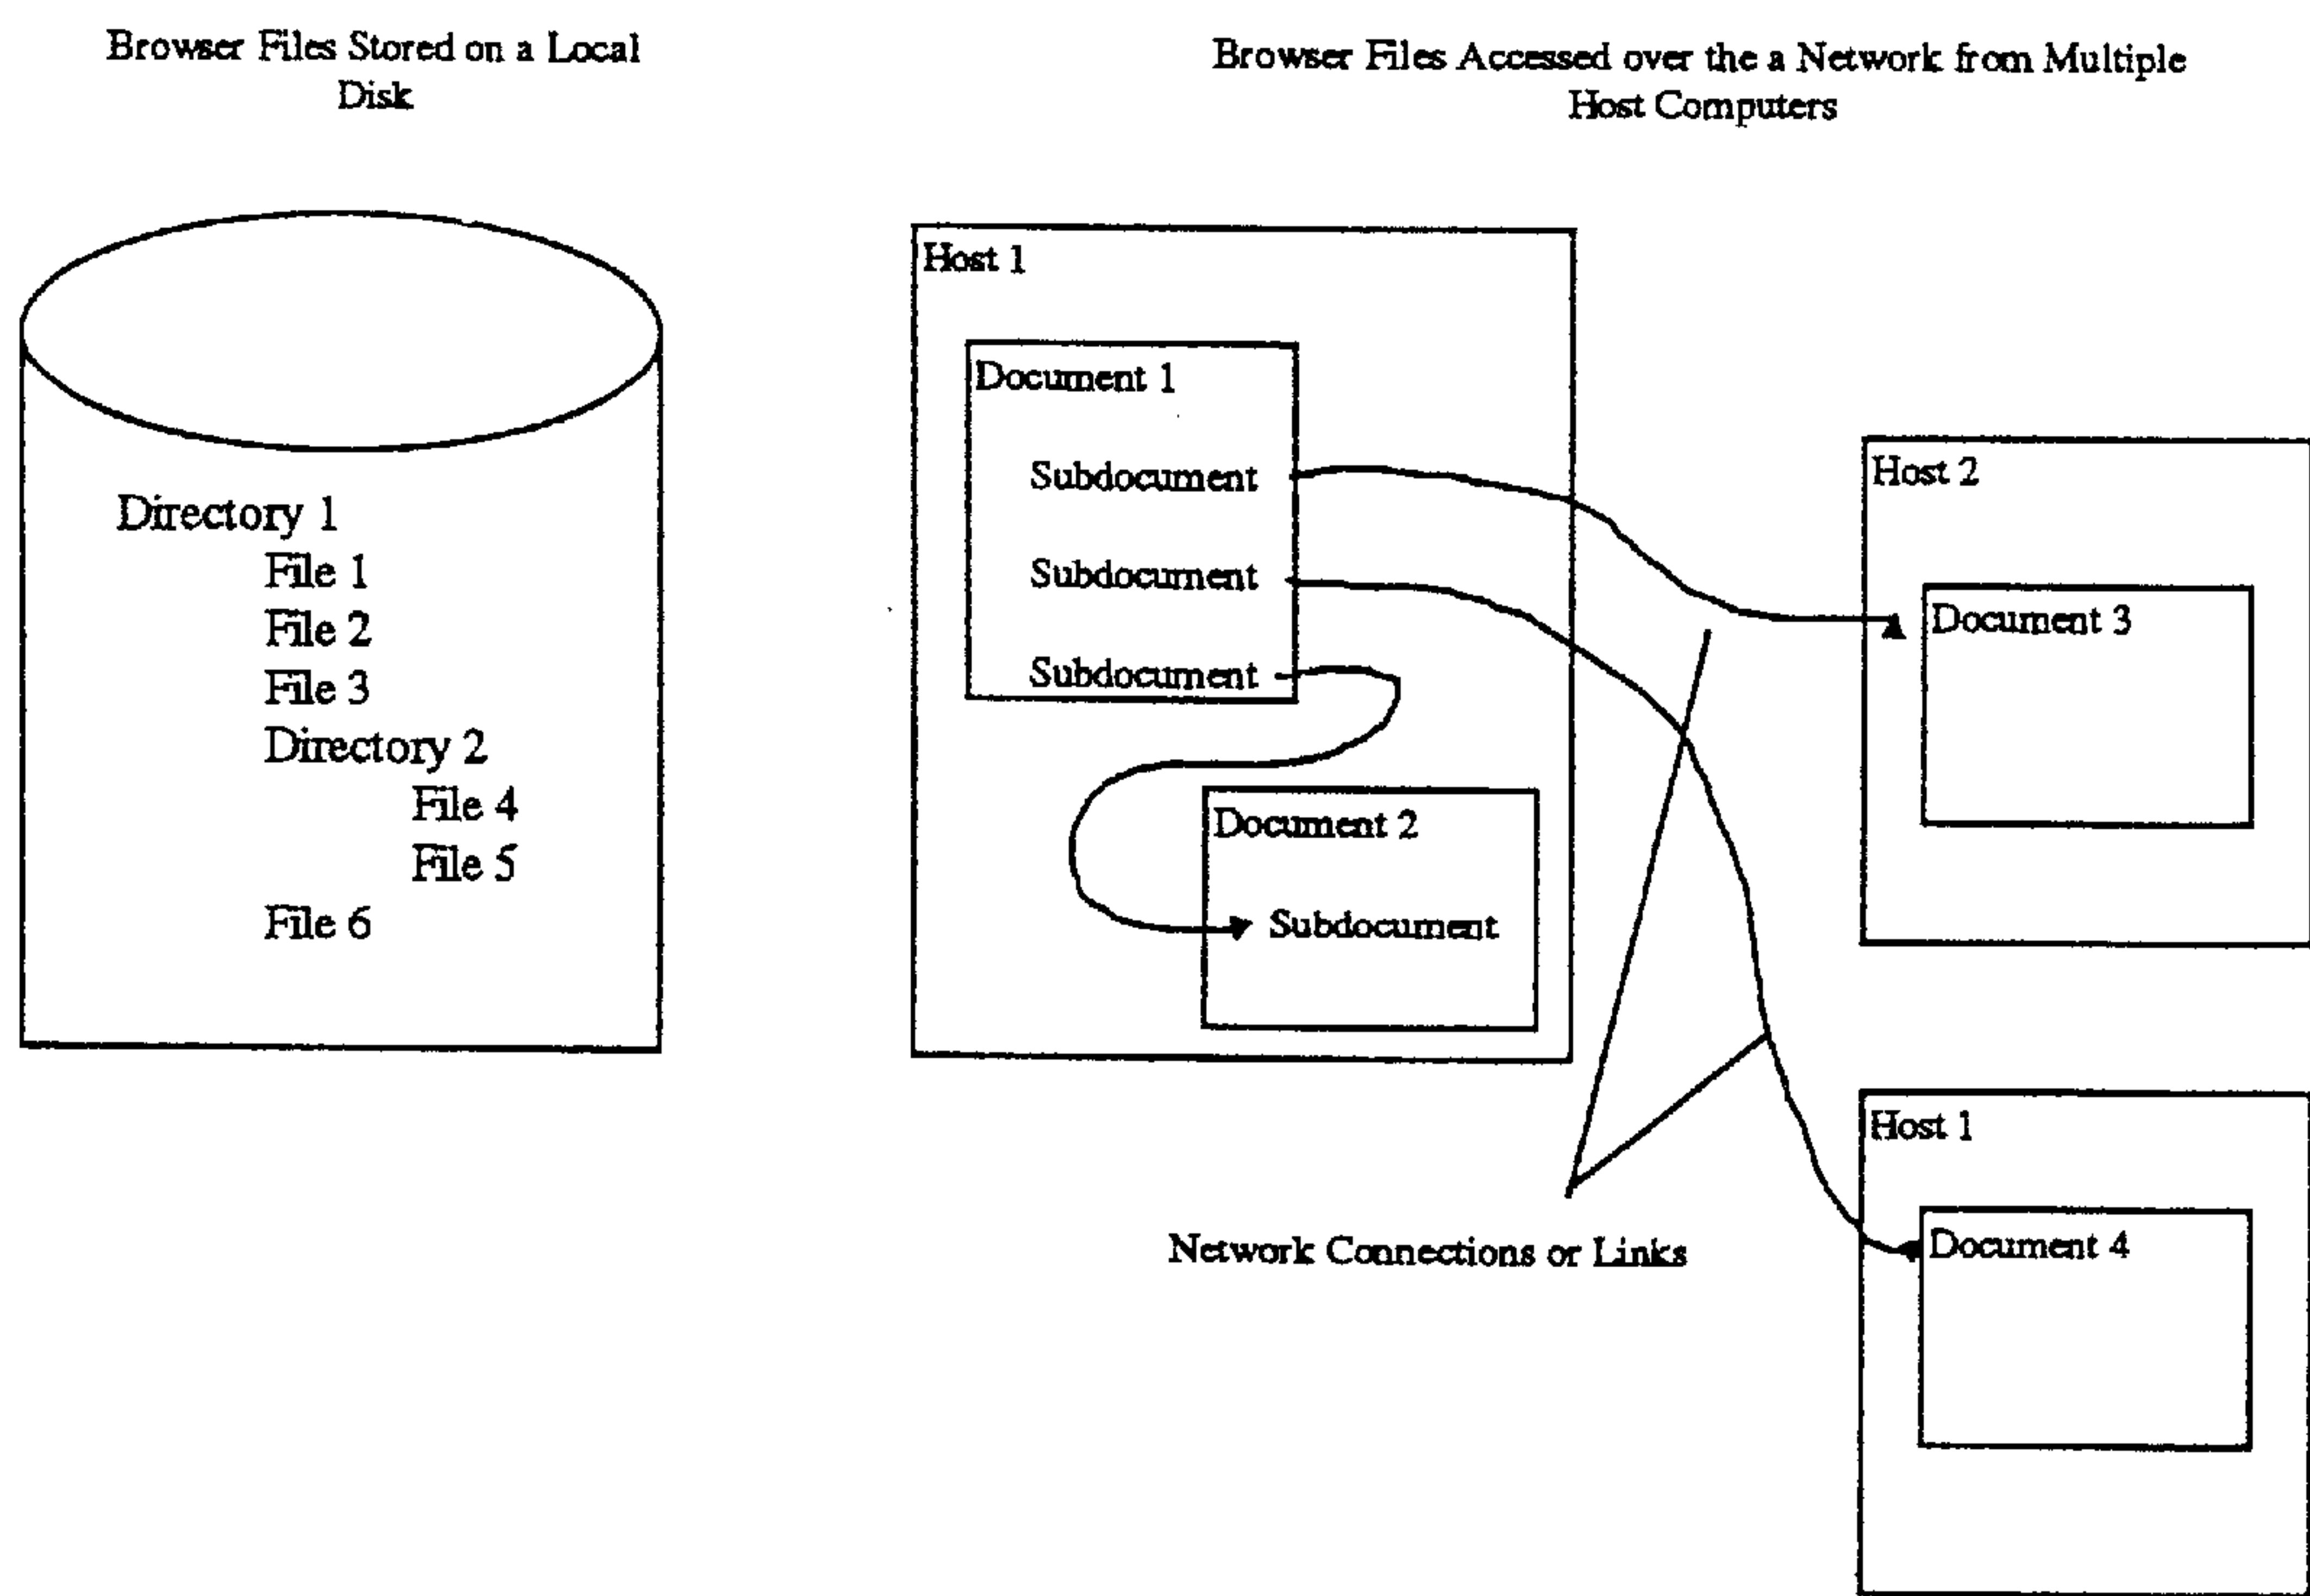 Browser Files Stored on a Local
Disk
Browser Files Accessed over the a Network from Multiple
Host Computers
Directory 1
File 1
File 2
File 3
Directory 2
File 4
File 5
File 6
Host 1
Document 1
Subdocument
Subdocument
Subdocument
Document 2
Subdocument
Host 2
Document 3
Host 1
Document 4
Network Connections or Links